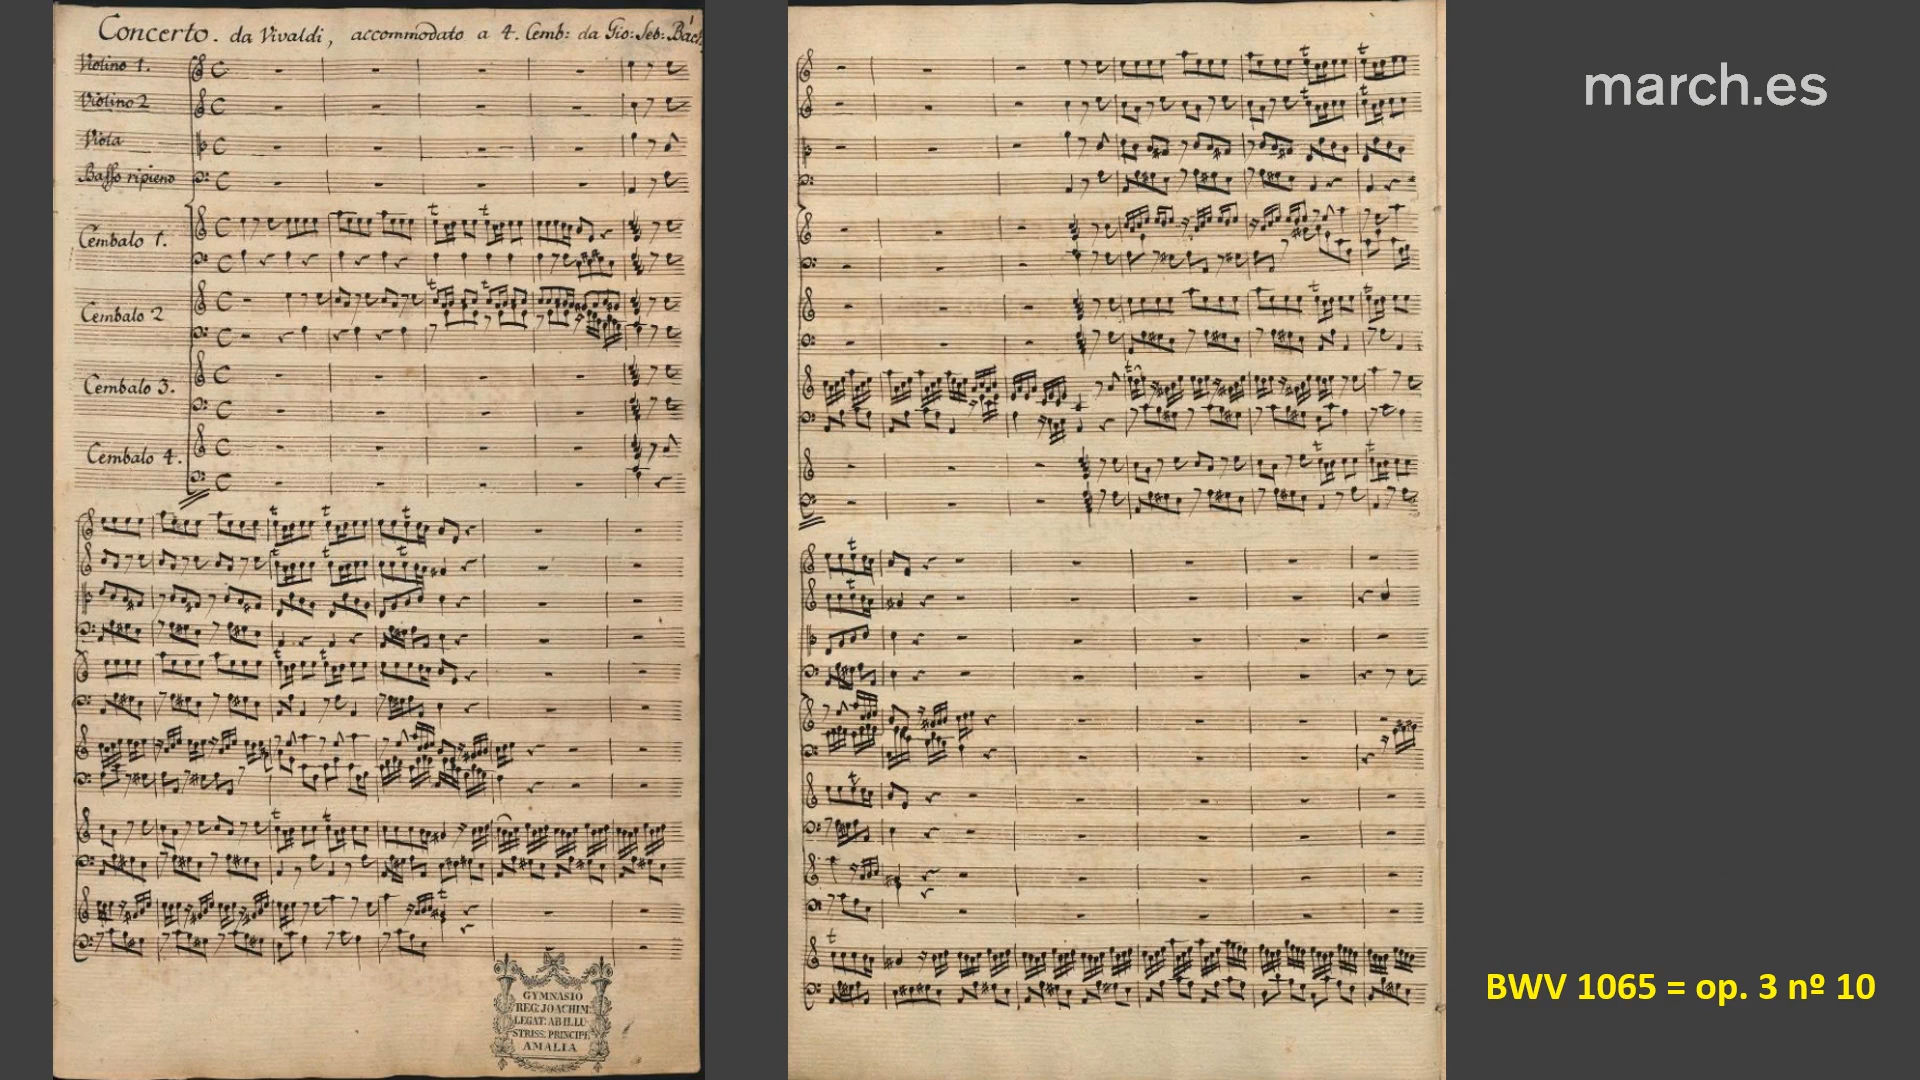 Concerto. da Vivaldi, accommodato a 4. Cemb: da Gio: Seb: Bach
Violino 1.
Violino 2
Viola
Basso ripieno
Cembalo 1.
Cembalo 2
Cembalo 3.
Cembalo 4.
GYMNASIO
REG: JOACHIM:
LEGAT: AB ILLU-
STRISS: PRINCIPE
AMALIA
march.es
BWV 1065 = op. 3 nº 10